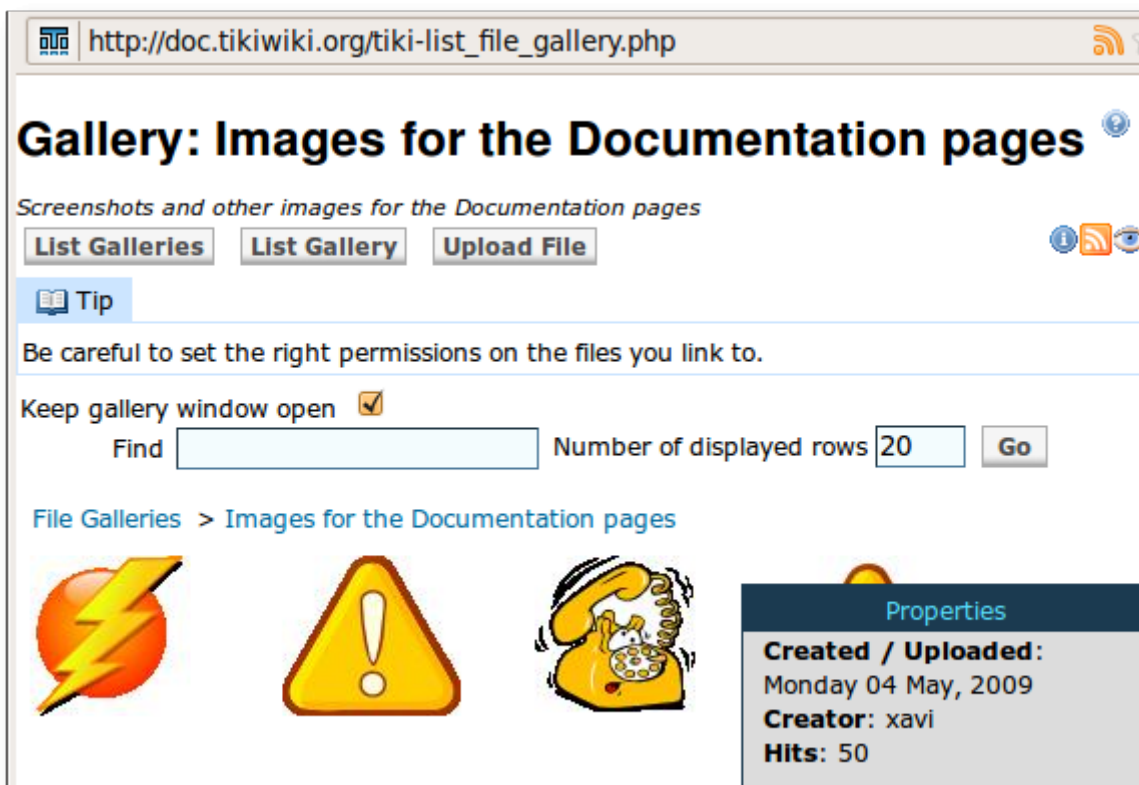 http://doc.tikiwiki.org/tiki-list_file_gallery.php
Gallery: Images for the Documentation pages
Screenshots and other images for the Documentation pages
List Galleries List Gallery Upload File
Tip
Be careful to set the right permissions on the files you link to.
Keep gallery window open
Find Number of displayed rows 20 Go
File Galleries > Images for the Documentation pages
Properties
Created / Uploaded:
Monday 04 May, 2009
Creator: xavi
Hits: 50